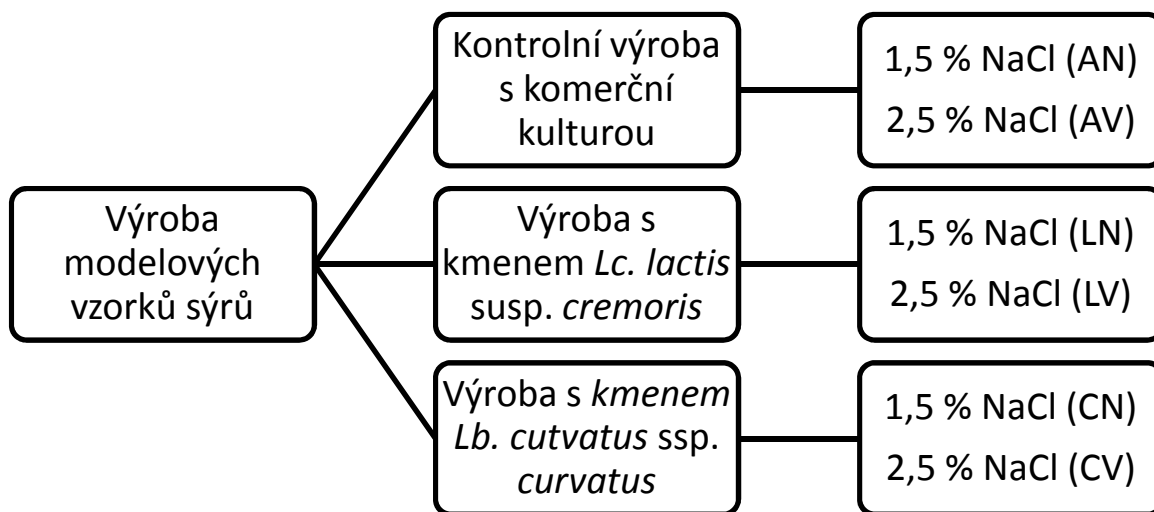 Výroba
modelových
vzorků sýrů
Kontrolní výroba
s komerční
kulturou
1,5 % NaCl (AN)
2,5 % NaCl (AV)
Výroba s
kmenem Lc. lactis
susp. cremoris
1,5 % NaCl (LN)
2,5 % NaCl (LV)
Výroba s kmenem
Lb. cutvatus ssp.
curvatus
1,5 % NaCl (CN)
2,5 % NaCl (CV)